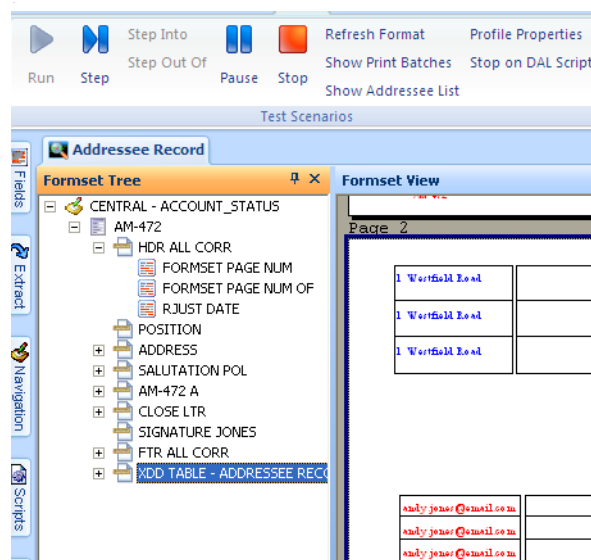 Run
Step
Step Into
Step Out Of
Pause
Stop
Refresh Format
Show Print Batches
Show Addressee List
Profile Properties
Stop on DAL Script
Test Scenarios
Fields
Extract
Navigation
Scripts
Addressee Record
Formset Tree
CENTRAL - ACCOUNT_STATUS
AM-472
HDR ALL CORR
FORMSET PAGE NUM
FORMSET PAGE NUM OF
RJUST DATE
POSITION
ADDRESS
SALUTATION POL
AM-472 A
CLOSE LTR
SIGNATURE JONES
FTR ALL CORR
XDD TABLE - ADDRESSEE REC
Formset View
Page 2
1 Westfield Road
1 Westfield Road
1 Westfield Road
andy.jones@email.com
andy.jones@email.com
andy.jones@email.com